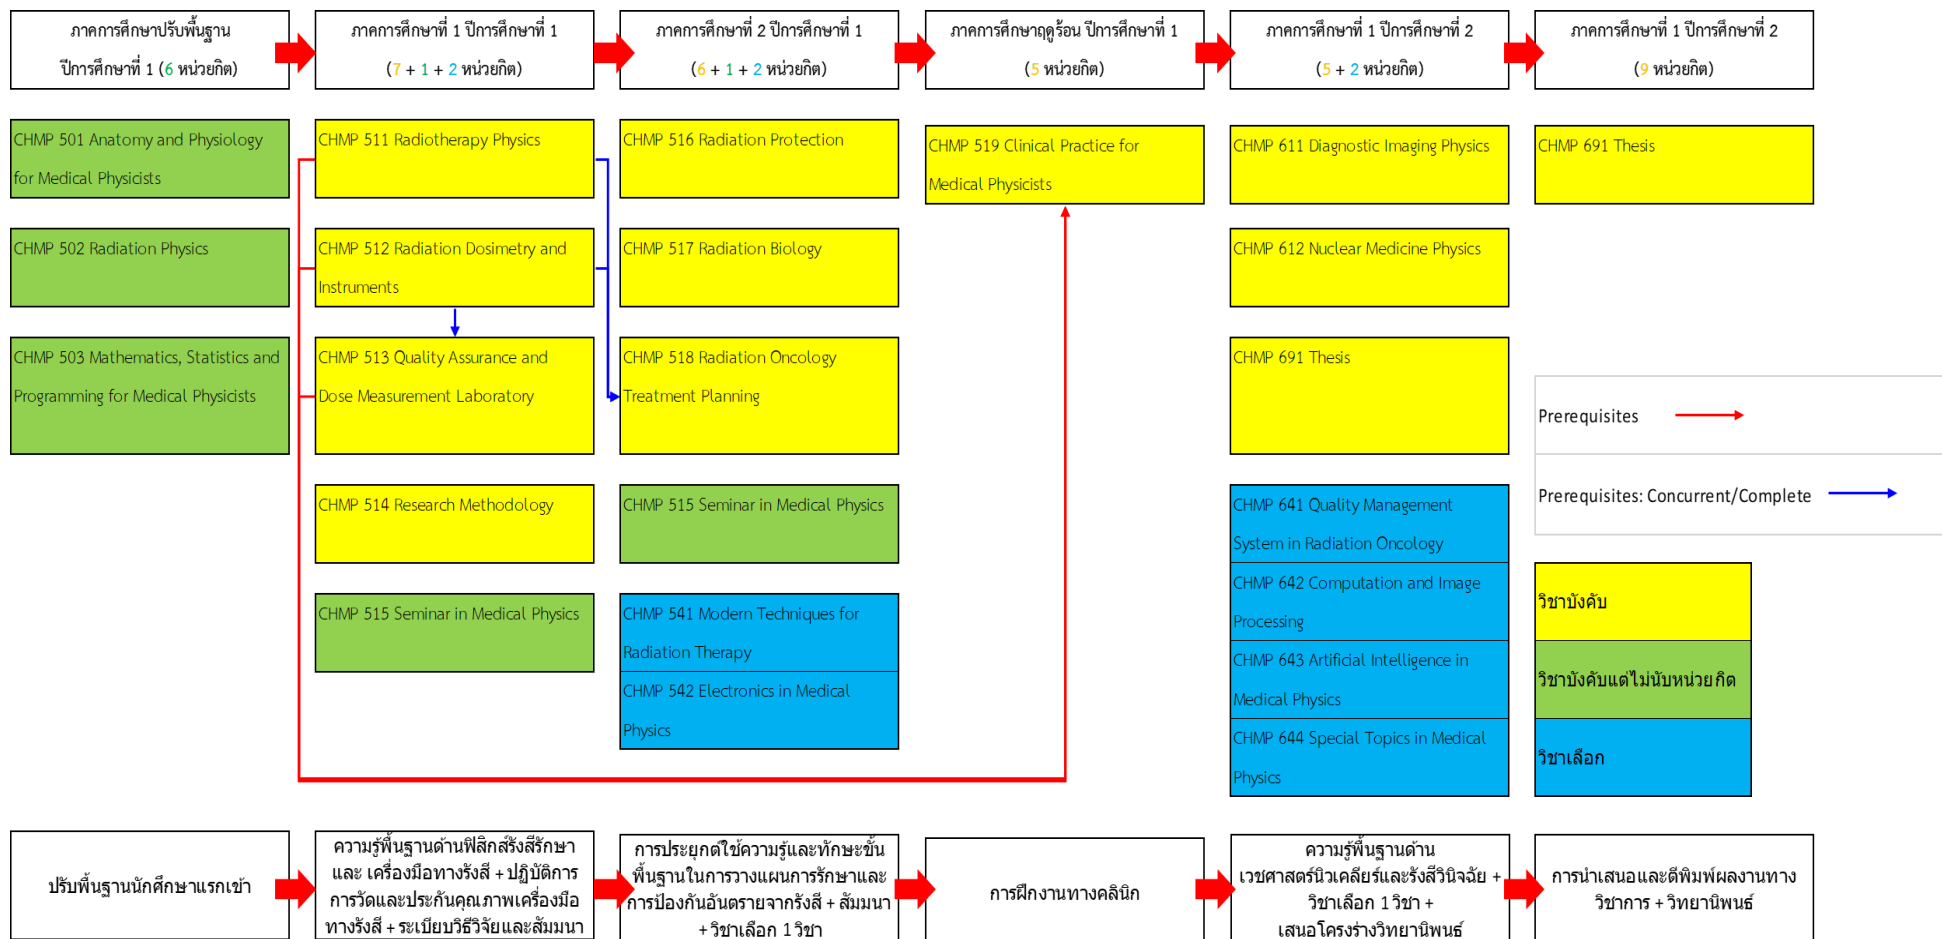 ภาคการศึกษาปรับพื้นฐาน
ปีการศึกษาที่ 1 (6 หน่วยกิต)
ภาคการศึกษาที่ 1 ปีการศึกษาที่ 1
(7 + 1 + 2 หน่วยกิต)
ภาคการศึกษาที่ 2 ปีการศึกษาที่ 1
(6 + 1 + 2 หน่วยกิต)
ภาคการศึกษาฤดูร้อน ปีการศึกษาที่ 1
(5 หน่วยกิต)
ภาคการศึกษาที่ 1 ปีการศึกษาที่ 2
(5 + 2 หน่วยกิต)
ภาคการศึกษาที่ 1 ปีการศึกษาที่ 2
(9 หน่วยกิต)
CHMP 501 Anatomy and Physiology
for Medical Physicists
CHMP 502 Radiation Physics
CHMP 503 Mathematics, Statistics and
Programming for Medical Physicists
CHMP 511 Radiotherapy Physics
CHMP 512 Radiation Dosimetry and
Instruments
CHMP 513 Quality Assurance and
Dose Measurement Laboratory
CHMP 514 Research Methodology
CHMP 515 Seminar in Medical Physics
CHMP 516 Radiation Protection
CHMP 517 Radiation Biology
CHMP 518 Radiation Oncology
Treatment Planning
CHMP 515 Seminar in Medical Physics
CHMP 541 Modern Techniques for
Radiation Therapy
CHMP 542 Electronics in Medical
Physics
CHMP 519 Clinical Practice for
Medical Physicists
CHMP 611 Diagnostic Imaging Physics
CHMP 612 Nuclear Medicine Physics
CHMP 691 Thesis
CHMP 641 Quality Management
System in Radiation Oncology
CHMP 642 Computation and Image
Processing
CHMP 643 Artificial Intelligence in
Medical Physics
CHMP 644 Special Topics in Medical
Physics
CHMP 691 Thesis
Prerequisites
Prerequisites: Concurrent/Complete
วิชาบังคับ
วิชาบังคับแต่ไม่นับหน่วยกิต
วิชาเลือก
ปรับพื้นฐานนักศึกษาแรกเข้า
ความรู้พื้นฐานด้านฟิสิกส์รังสีรักษา
และ เครื่องมือทางรังสี + ปฏิบัติการ
การวัดและประกันคุณภาพเครื่องมือ
ทางรังสี + ระเบียบวิธีวิจัยและสัมมนา
การประยุกต์ใช้ความรู้และทักษะขั้น
พื้นฐานในการวางแผนการรักษาและ
การป้องกันอันตรายจากรังสี + สัมมนา
+ วิชาเลือก 1 วิชา
การฝึกงานทางคลินิก
ความรู้พื้นฐานด้าน
เวชศาสตร์นิวเคลียร์และรังสีวินิจฉัย +
วิชาเลือก 1 วิชา +
เสนอโครงร่างวิทยานิพนธ์
การนำเสนอและตีพิมพ์ผลงานทาง
วิชาการ + วิทยานิพนธ์